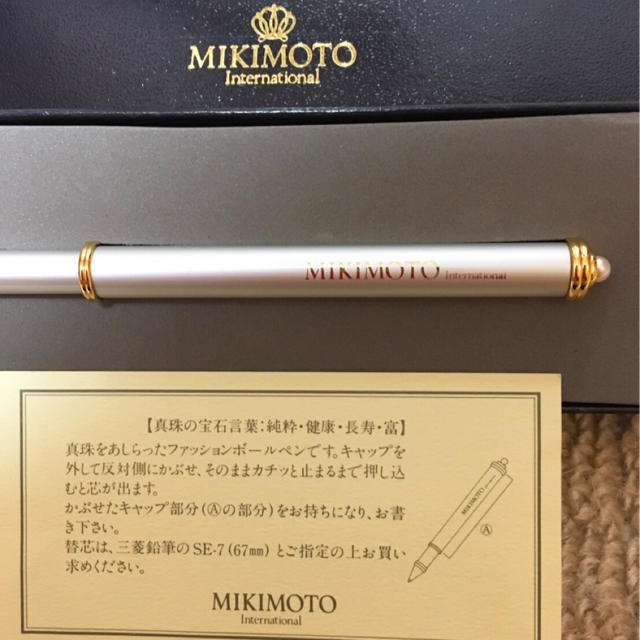 MIKIMOTO
International
MIKIMOTO International
【真珠の宝石言葉:純粋・健康・長寿・富】
真珠をあしらったファッションボールペンです。キャップを
外して反対側にかぶせ、そのままカチッと止まるまで押し込
むと芯が出ます。
かぶせたキャップ部分(Ⓐの部分)をお持ちになり、お書
き下さい。
替芯は、三菱鉛筆のSE-7(67㎜)とご指定の上お買い
求めください。
MIKIMOTO
Ⓐ
MIKIMOTO
International